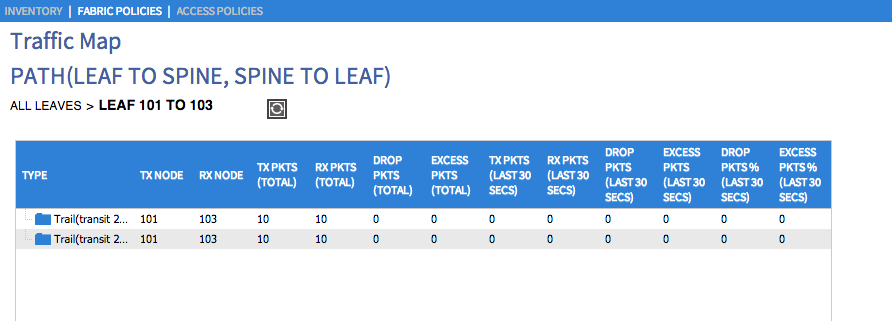 INVENTORY | FABRIC POLICIES | ACCESS POLICIES
Traffic Map
PATH(LEAF TO SPINE, SPINE TO LEAF)
ALL LEAVES > LEAF 101 TO 103
TYPE TX NODE RX NODE TX PKTS (TOTAL) RX PKTS (TOTAL) DROP PKTS (TOTAL) EXCESS PKTS (TOTAL) TX PKTS (LAST 30 SECS) RX PKTS (LAST 30 SECS) DROP PKTS (LAST 30 SECS) EXCESS PKTS (LAST 30 SECS) DROP PKTS % (LAST 30 SECS) EXCESS PKTS % (LAST 30 SECS)
Trail(transit 2... 101 103 10 10 0 0 0 0 0 0 0 0
Trail(transit 2... 101 103 10 10 0 0 0 0 0 0 0 0